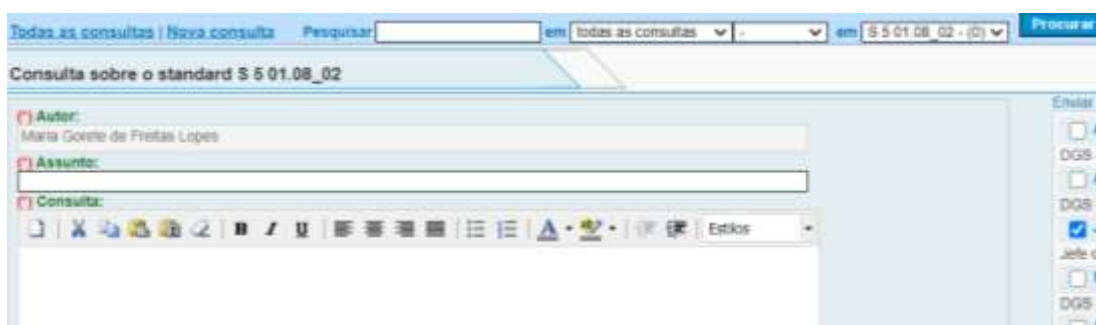 Todas as consultas | Nova consulta Pesquisar em todas as consultas - em S 5 01.08_02 - (0) Procurar
Consulta sobre o standard S 5 01.08_02
Enviar
(*) Autor:
Maria Gorete de Freitas Lopes
DGS
(*) Assunto:
DGS
(*) Consulta:
B I U A Estilos
Jefe
DGS